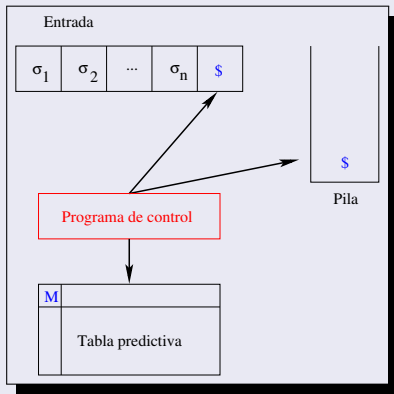 Entrada
σ1 σ2 ... σn $
$
Pila
Programa de control
M
Tabla predictiva